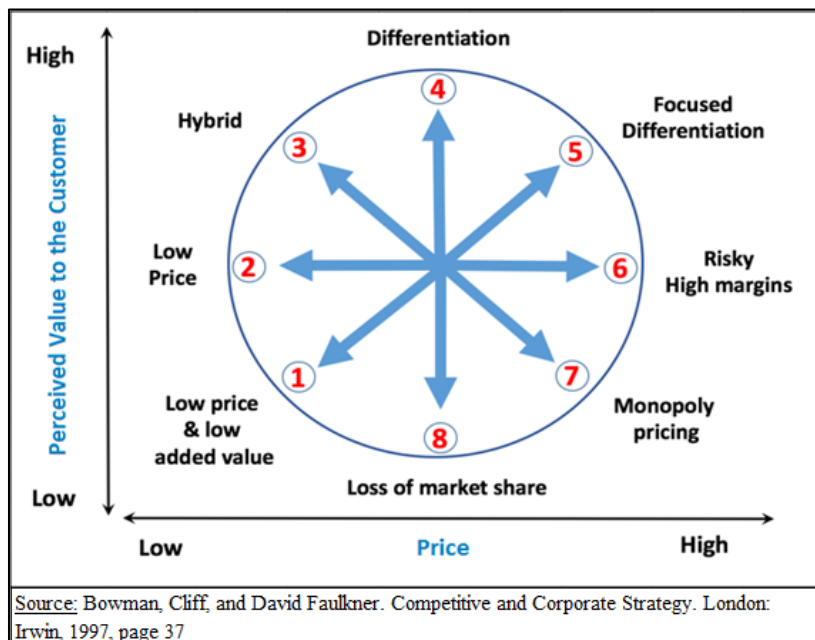 Differentiation
High
4
Focused
Differentiation
Hybrid
3
5
Perceived Value to the Customer
Low
Price
2
6
Risky
High margins
1
7
Low price
& low
added value
Monopoly
pricing
8
Loss of market share
Low
Low
Price
High
Source: Bowman, Cliff, and David Faulkner. Competitive and Corporate Strategy. London:
Irwin, 1997, page 37